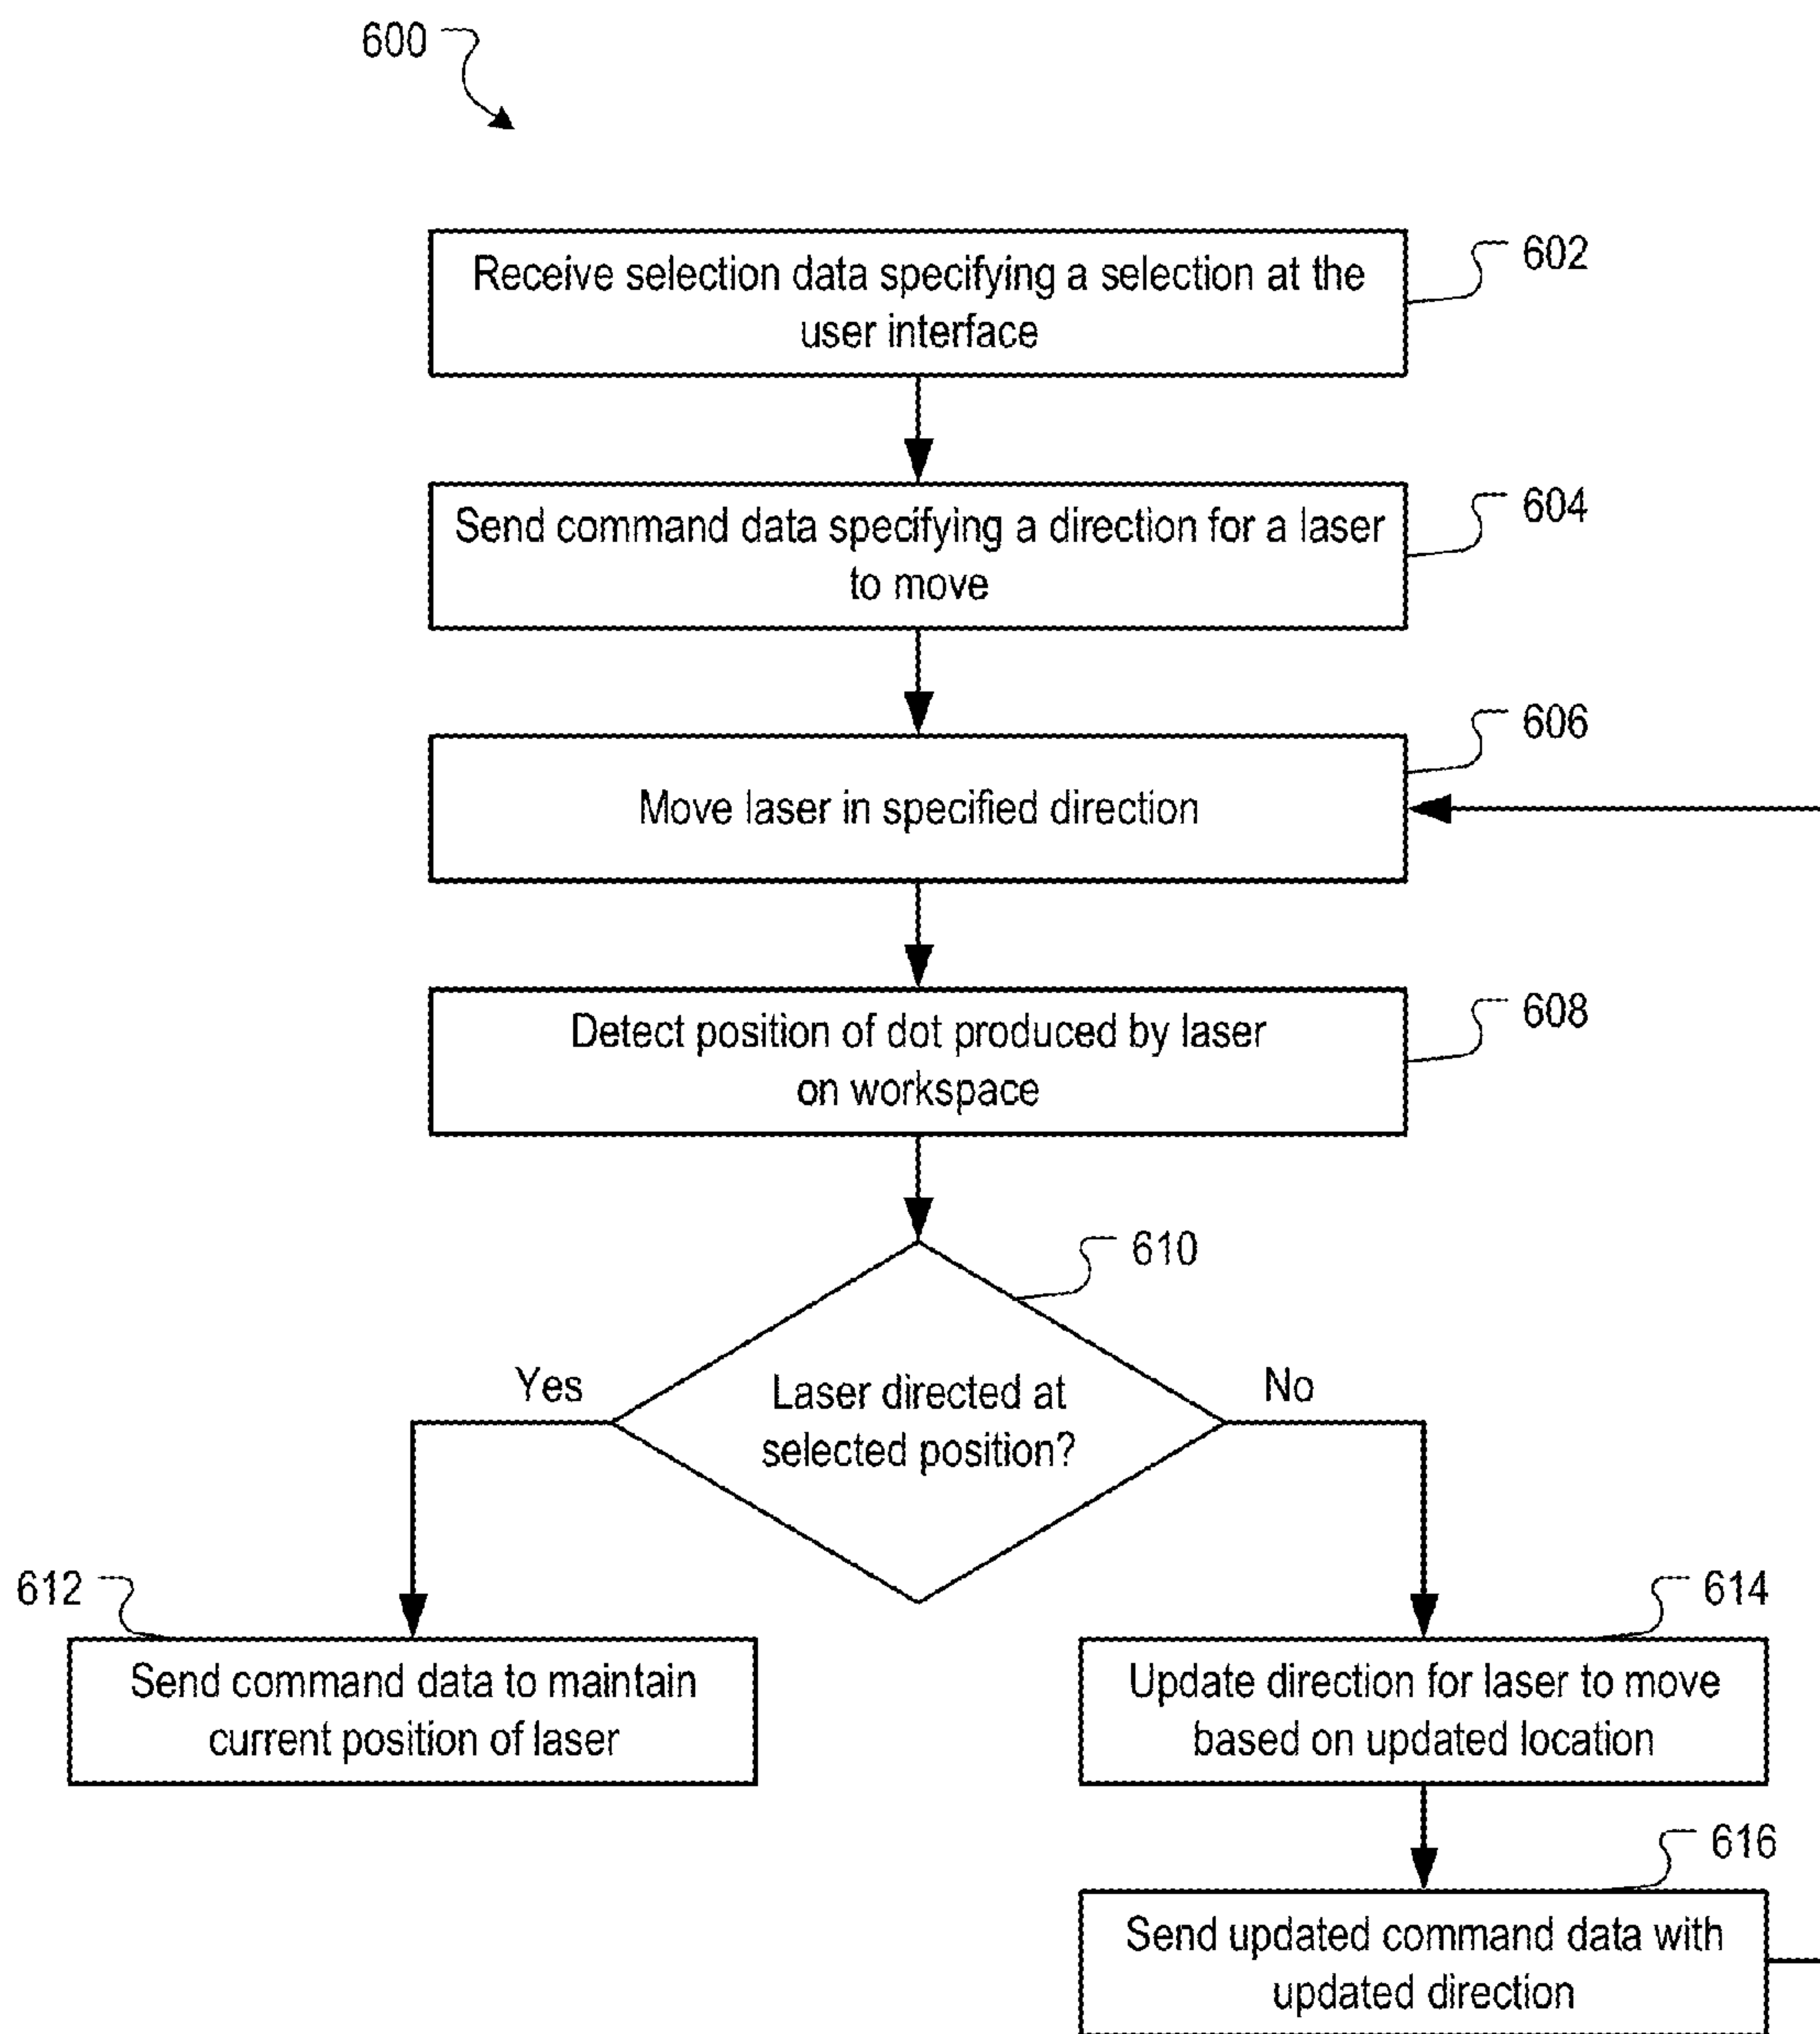 600
Receive selection data specifying a selection at the
user interface
602
Send command data specifying a direction for a laser
to move
604
Move laser in specified direction
606
Detect position of dot produced by laser
on workspace
608
610
Laser directed at
selected position?
Yes
No
612
Send command data to maintain
current position of laser
614
Update direction for laser to move
based on updated location
616
Send updated command data with
updated direction